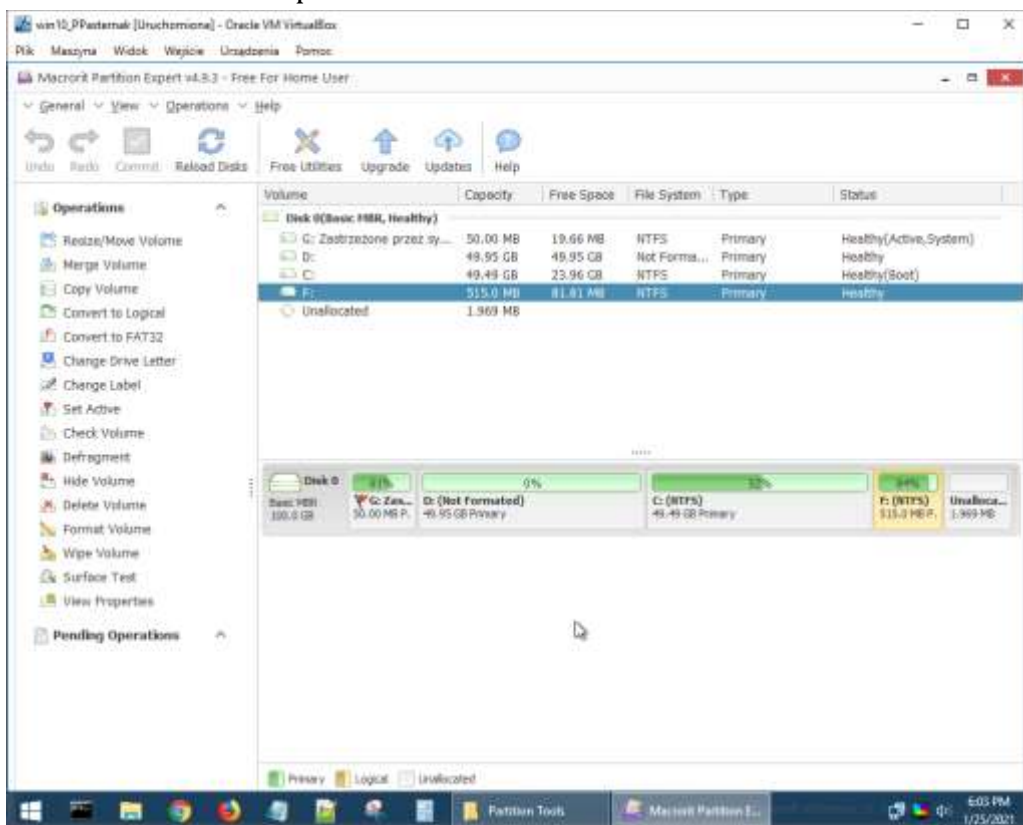 win10_PPasternak [Uruchomiona] - Oracle VM VirtualBox
Plik Maszyna Widok Wejście Urządzenia Pomoc
Macrorit Partition Expert v4.9.3 - Free For Home User
General View Operations Help
Undo Redo Commit Reload Disks Free Utilities Upgrade Updates Help
Volume Capacity Free Space File System Type Status
Operations
Disk 0(Basic MBR, Healthy)
Resize/Move Volume
G: Zastrzeżone przez sy... 50.00 MB 19.66 MB NTFS Primary Healthy(Active,System)
Merge Volume
D: 49.95 GB 49.95 GB Not Forma... Primary Healthy
C: 49.49 GB 23.96 GB NTFS Primary Healthy(Boot)
Copy Volume
F: 515.0 MB 81.81 MB NTFS Primary Healthy
Convert to Logical
Unallocated 1.969 MB
Convert to FAT32
Change Drive Letter
Change Label
Set Active
Check Volume
Defragment
Hide Volume
Disk 0 0%
Basic MBR G: Zas... D: (Not Formated) C: (NTFS) F: (NTFS) Unalloca...
100.0 GB 50.00 MB P. 49.95 GB Primary 49.49 GB Primary 515.0 MB P. 1.969 MB
Delete Volume
Format Volume
Wipe Volume
Surface Test
View Properties
Pending Operations
Primary Logical Unallocated
Partition Tools Macrorit Partition E...
6:03 PM
1/25/2021